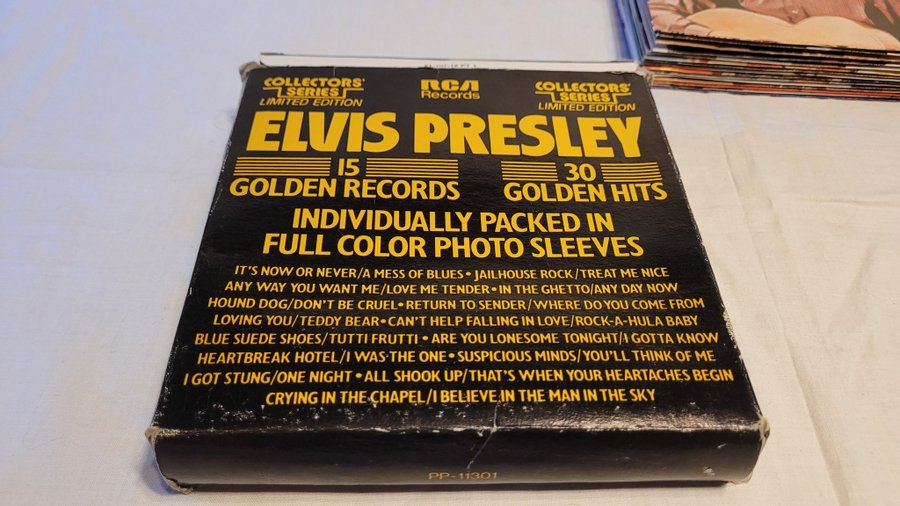 COLLECTORS' SERIES
LIMITED EDITION
RCA
Records
COLLECTORS' SERIES
LIMITED EDITION
ELVIS PRESLEY
15
GOLDEN RECORDS
30
GOLDEN HITS
INDIVIDUALLY PACKED IN
FULL COLOR PHOTO SLEEVES
IT'S NOW OR NEVER/A MESS OF BLUES• JAILHOUSE ROCK/TREAT ME NICE
ANY WAY YOU WANT ME/LOVE ME TENDER•IN THE GHETTO/ANY DAY NOW
HOUND DOG/DON'T BE CRUEL•RETURN TO SENDER/WHERE DO YOU COME FROM
LOVING YOU/TEDDY BEAR•CAN'T HELP FALLING IN LOVE/ROCK-A-HULA BABY
BLUE SUEDE SHOES/TUTTI FRUTTI • ARE YOU LONESOME TONIGHT/I GOTTA KNOW
HEARTBREAK HOTEL/I WAS THE ONE•SUSPICIOUS MINDS/YOU'LL THINK OF ME
I GOT STUNG/ONE NIGHT•ALL SHOOK UP/THAT'S WHEN YOUR HEARTACHES BEGIN
CRYING IN THE CHAPEL/I BELIEVE IN THE MAN IN THE SKY
PP-11301